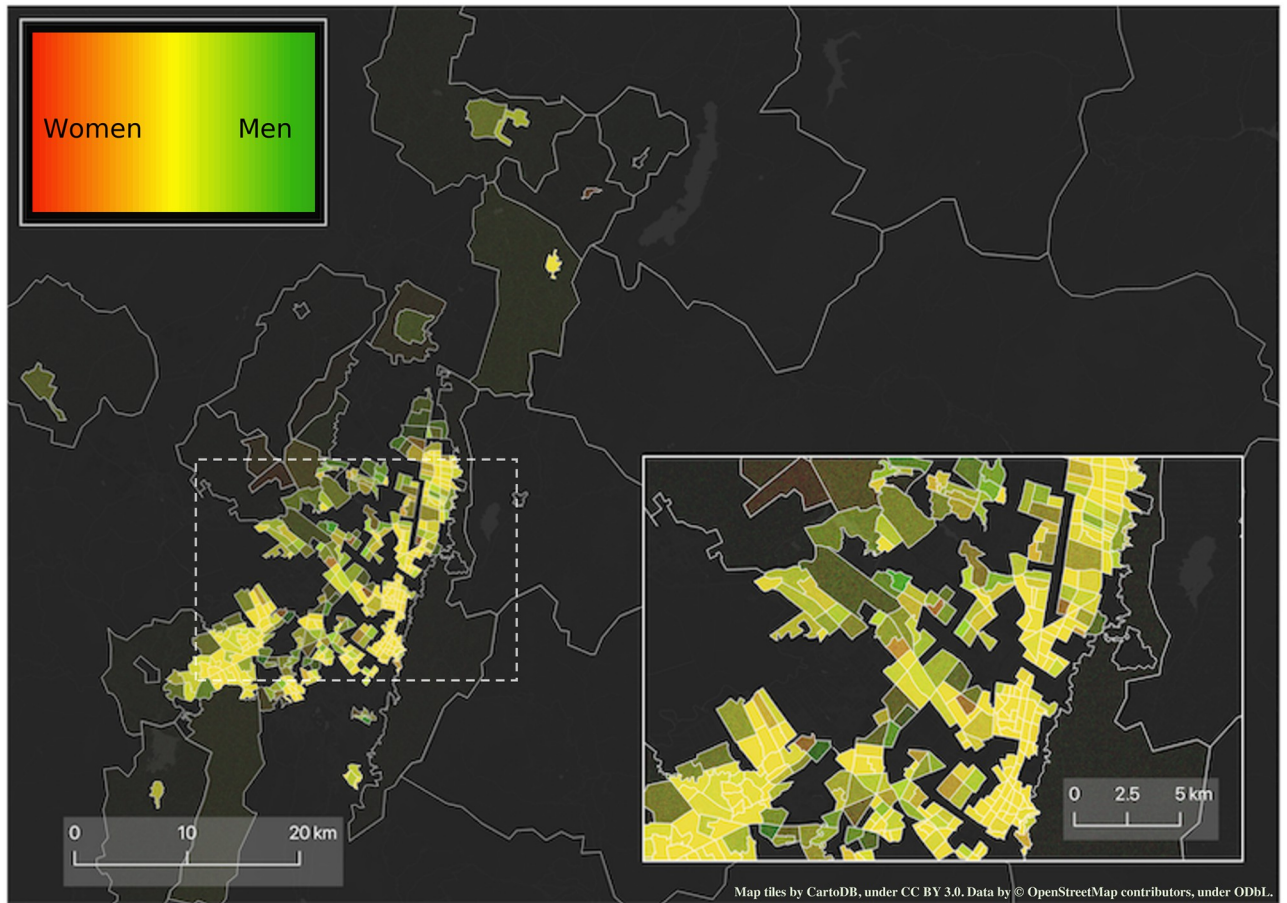 Women Men
0 2.5 5 km
0 10 20 km
Map tiles by CartoDB, under CC BY 3.0. Data by © OpenStreetMap contributors, under ODbL.